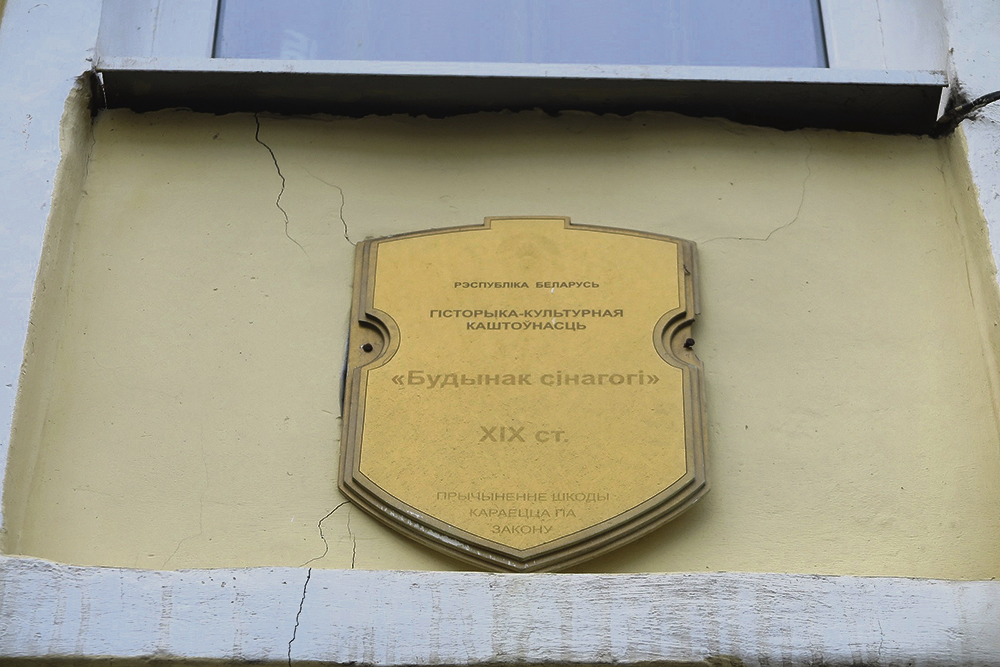 РЭСПУБЛІКА БЕЛАРУСЬ
ГІСТОРЫКА-КУЛЬТУРНАЯ
КАШТОЎНАСЦЬ
«Будынак сінагогі»
XIX ст.
ПРЫЧЫНЕННЕ ШКОДЫ
КАРАЕЦЦА ПА
ЗАКОНУ